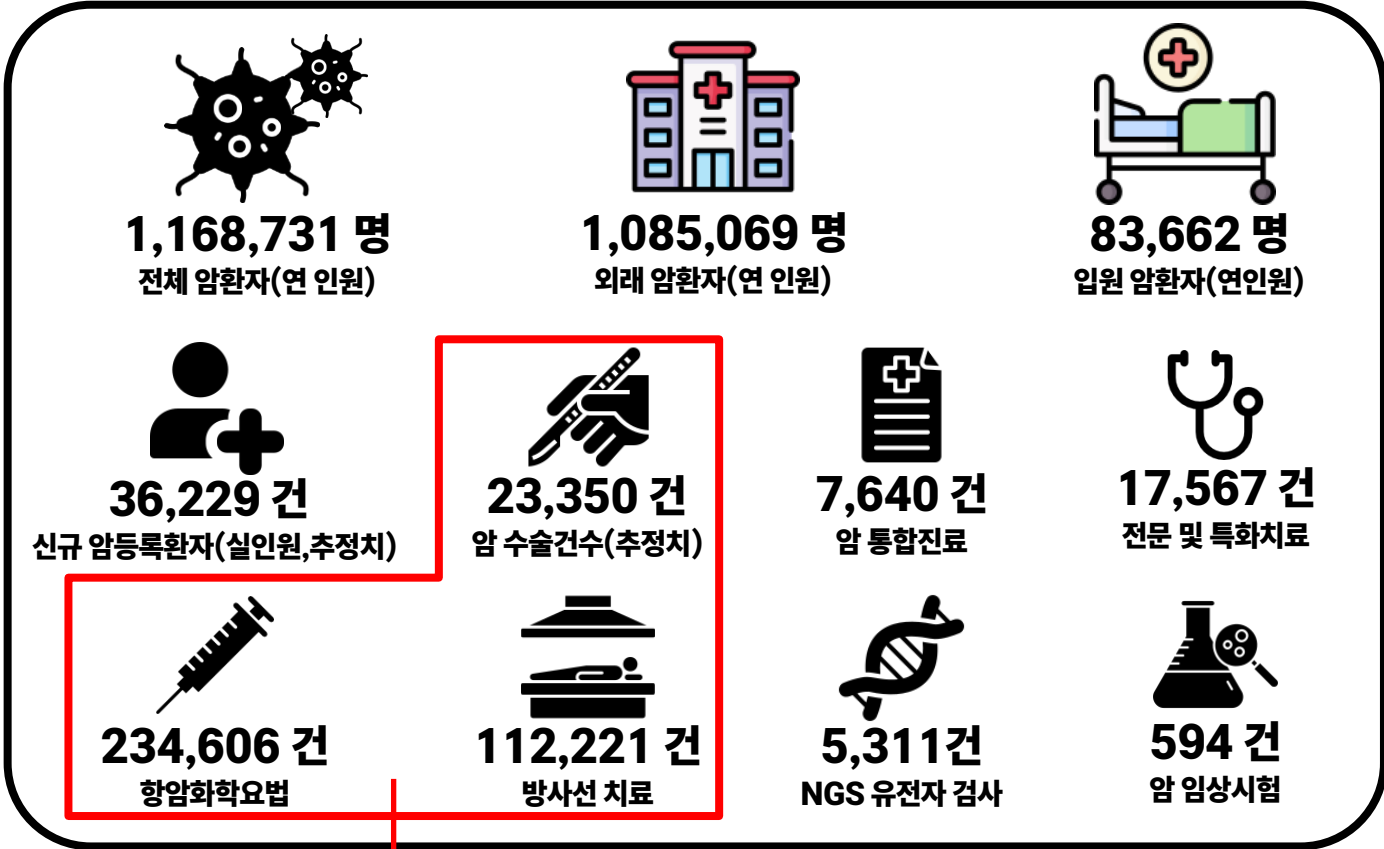 1,168,731 명
전체 암환자(연 인원)
1,085,069 명
외래 암환자(연 인원)
83,662 명
입원 암환자(연인원)
36,229 건
신규 암등록환자(실인원,추정치)
23,350 건
암 수술건수(추정치)
7,640 건
암 통합진료
17,567 건
전문 및 특화치료
234,606 건
항암화학요법
112,221 건
방사선 치료
5,311건
NGS 유전자 검사
594 건
암 임상시험